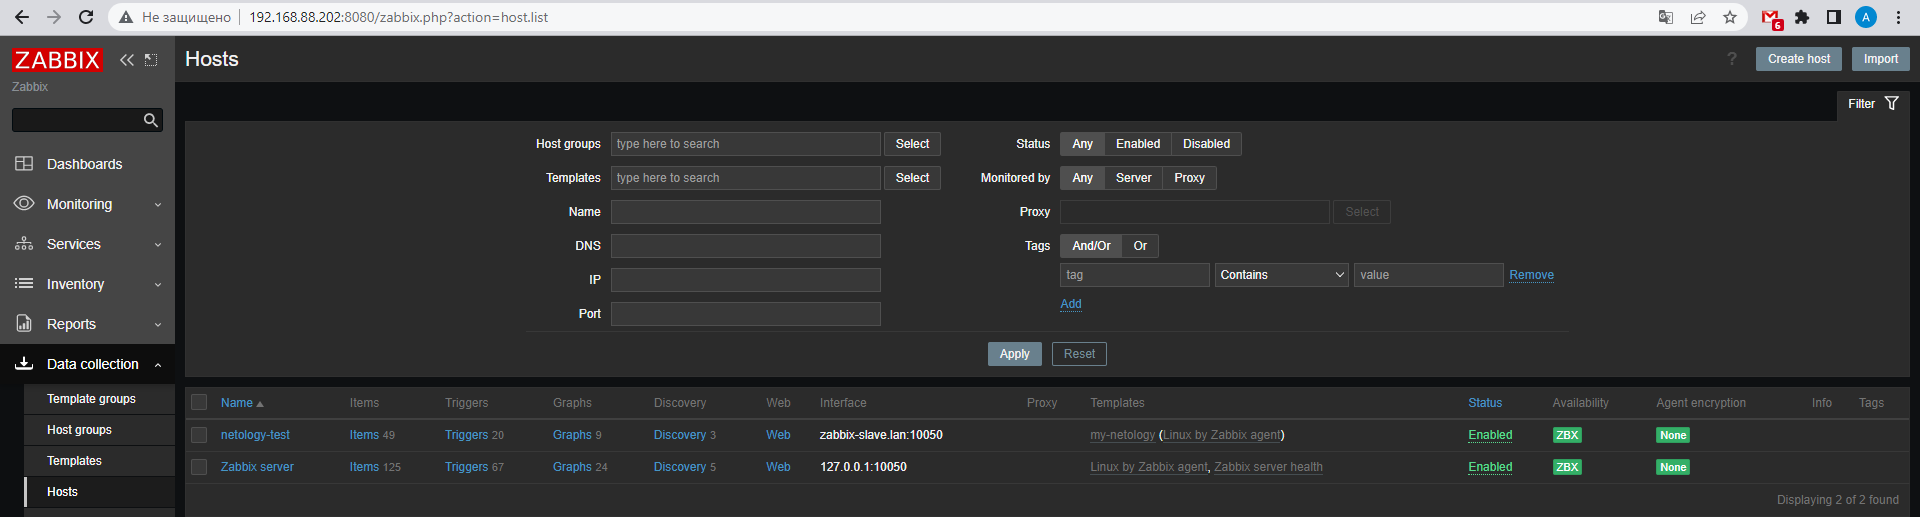 Не защищено 192.168.88.202:8080/zabbix.php?action=host.list 6 A
ZABBIX
Zabbix
Dashboards
Monitoring
Services
Inventory
Reports
Data collection
Template groups
Host groups
Templates
Hosts
Hosts ? Create host Import
Filter
Host groups type here to search Select Status Any Enabled Disabled
Templates type here to search Select Monitored by Any Server Proxy
Name Proxy Select
DNS Tags And/Or Or
IP tag Contains value Remove
Add
Port
Apply Reset
Name Items Triggers Graphs Discovery Web Interface Proxy Templates Status Availability Agent encryption Info Tags
netology-test Items 49 Triggers 20 Graphs 9 Discovery 3 Web zabbix-slave.lan:10050 my-netology (Linux by Zabbix agent) Enabled ZBX None
Zabbix server Items 125 Triggers 67 Graphs 24 Discovery 5 Web 127.0.0.1:10050 Linux by Zabbix agent, Zabbix server health Enabled ZBX None
Displaying 2 of 2 found